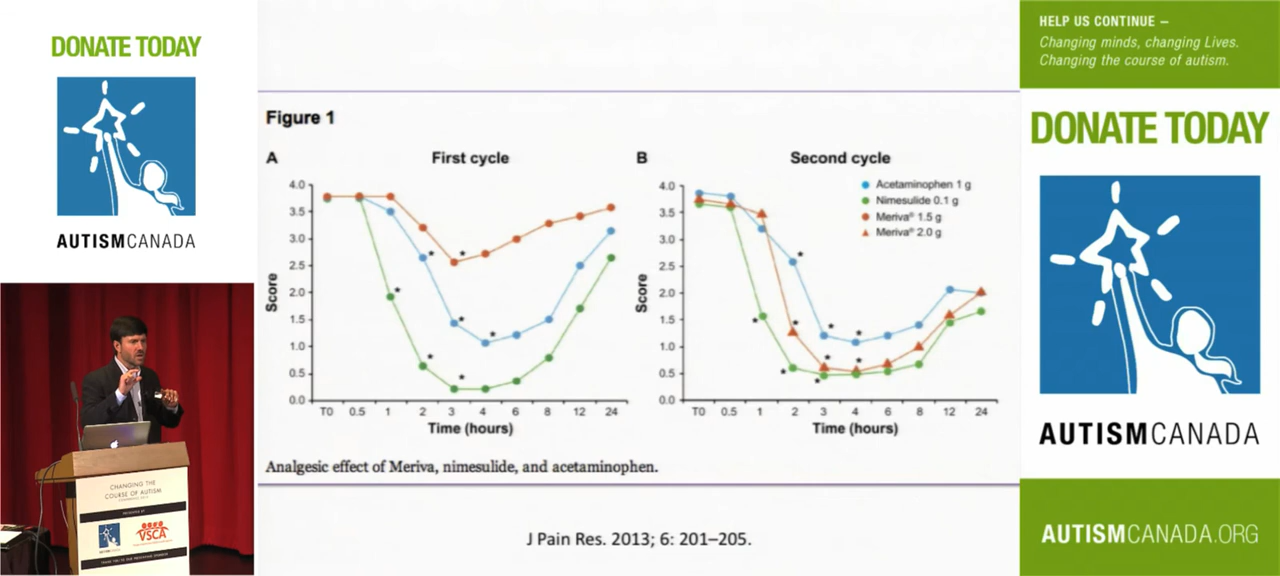 DONATE TODAY
AUTISMCANADA
CHANGING THE
COURSE OF AUTISM
VSCA
Figure 1
A
First cycle
Score
4.0
3.5
3.0
2.5
2.0
1.5
1.0
0.5
0.0
T0 0.5 1 2 3 4 6 8 12 24
Time (hours)
B
Second cycle
Acetaminophen 1 g
Nimesulide 0.1 g
Meriva® 1.5 g
Meriva® 2.0 g
Score
4.0
3.5
3.0
2.5
2.0
1.5
1.0
0.5
0.0
T0 0.5 1 2 3 4 6 8 12 24
Time (hours)
Analgesic effect of Meriva, nimesulide, and acetaminophen.
J Pain Res. 2013; 6: 201–205.
HELP US CONTINUE –
Changing minds, changing Lives.
Changing the course of autism.
DONATE TODAY
AUTISMCANADA
AUTISMCANADA.ORG